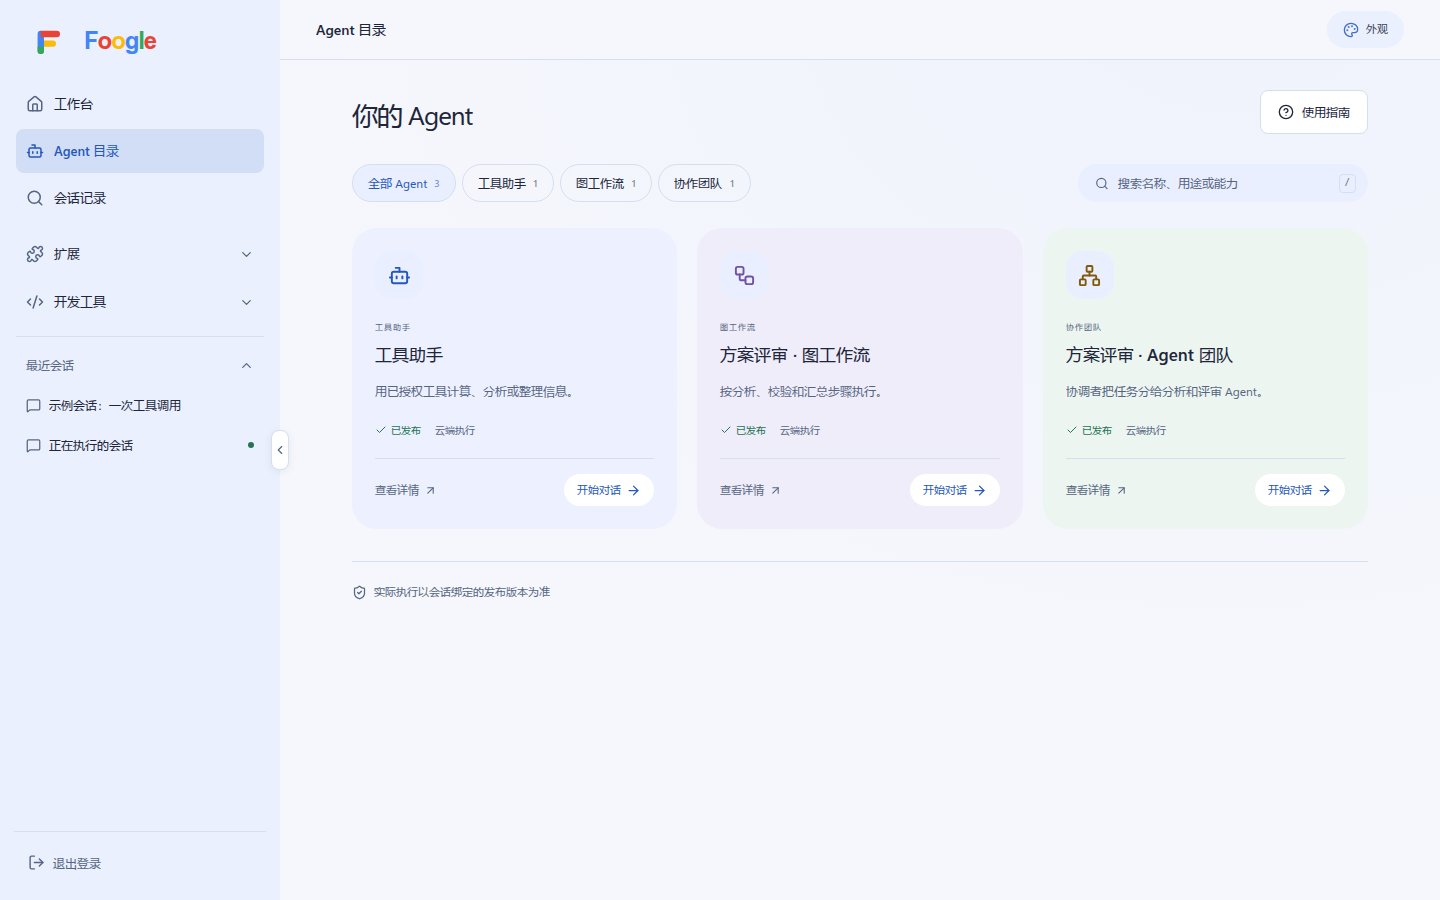 Foogle
工作台
Agent 目录
会话记录
扩展
开发工具
最近会话
示例会话：一次工具调用
正在执行的会话
退出登录
Agent 目录
外观
你的 Agent
使用指南
全部 Agent 3
工具助手 1
图工作流 1
协作团队 1
搜索名称、用途或能力
/
工具助手
工具助手
用已授权工具计算、分析或整理信息。
已发布 云端执行
查看详情
开始对话
图工作流
方案评审 · 图工作流
按分析、校验和汇总步骤执行。
已发布 云端执行
查看详情
开始对话
协作团队
方案评审 · Agent 团队
协调者把任务分给分析和评审 Agent。
已发布 云端执行
查看详情
开始对话
实际执行以会话绑定的发布版本为准